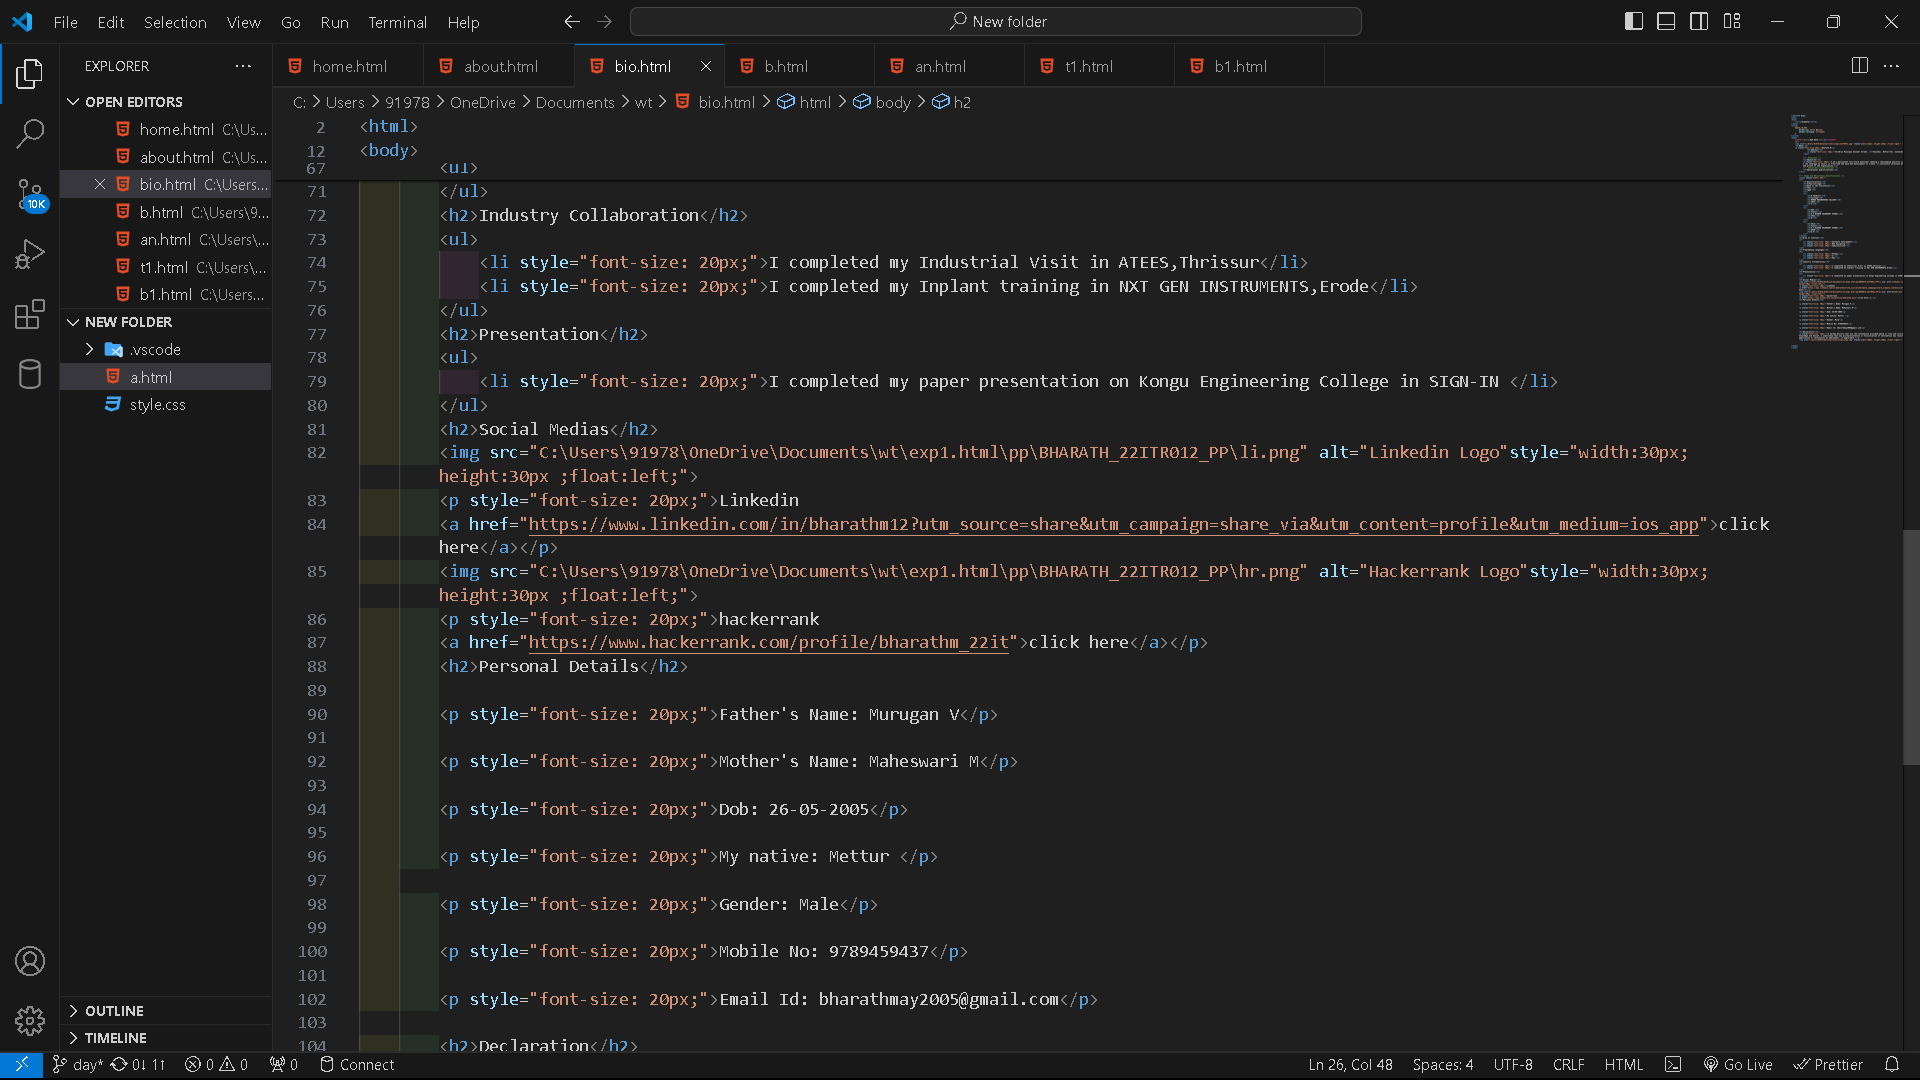 File Edit Selection View Go Run Terminal Help
New folder
EXPLORER
home.html
about.html
bio.html
b.html
an.html
t1.html
b1.html
OPEN EDITORS
home.html C:\Us...
about.html C:\Us...
bio.html C:\Users...
b.html C:\Users\9...
an.html C:\Users\...
t1.html C:\Users\...
b1.html C:\Users...
NEW FOLDER
.vscode
a.html
style.css
OUTLINE
TIMELINE
C: > Users > 91978 > OneDrive > Documents > wt > bio.html > html > body > h2
2 <html>
12 <body>
67 <ul>
71 </ul>
72 <h2>Industry Collaboration</h2>
73 <ul>
74 <li style="font-size: 20px;">I completed my Industrial Visit in ATEES,Thrissur</li>
75 <li style="font-size: 20px;">I completed my Inplant training in NXT GEN INSTRUMENTS,Erode</li>
76 </ul>
77 <h2>Presentation</h2>
78 <ul>
79 <li style="font-size: 20px;">I completed my paper presentation on Kongu Engineering College in SIGN-IN </li>
80 </ul>
81 <h2>Social Medias</h2>
82 <img src="C:\Users\91978\OneDrive\Documents\wt\exp1.html\pp\BHARATH_22ITR012_PP\li.png" alt="Linkedin Logo"style="width:30px;
height:30px ;float:left;">
83 <p style="font-size: 20px;">Linkedin
84 <a href="https://www.linkedin.com/in/bharathm12?utm_source=share&utm_campaign=share_via&utm_content=profile&utm_medium=ios_app">click
here</a></p>
85 <img src="C:\Users\91978\OneDrive\Documents\wt\exp1.html\pp\BHARATH_22ITR012_PP\hr.png" alt="Hackerrank Logo"style="width:30px;
height:30px ;float:left;">
86 <p style="font-size: 20px;">hackerrank
87 <a href="https://www.hackerrank.com/profile/bharathm_22it">click here</a></p>
88 <h2>Personal Details</h2>
89
90 <p style="font-size: 20px;">Father's Name: Murugan V</p>
91
92 <p style="font-size: 20px;">Mother's Name: Maheswari M</p>
93
94 <p style="font-size: 20px;">Dob: 26-05-2005</p>
95
96 <p style="font-size: 20px;">My native: Mettur </p>
97
98 <p style="font-size: 20px;">Gender: Male</p>
99
100 <p style="font-size: 20px;">Mobile No: 9789459437</p>
101
102 <p style="font-size: 20px;">Email Id: bharathmay2005@gmail.com</p>
103
104 <h2>Declaration</h2>
10K
day* 0↓ 1↑ 0 0 0 Connect
Ln 26, Col 48 Spaces: 4 UTF-8 CRLF HTML Go Live Prettier